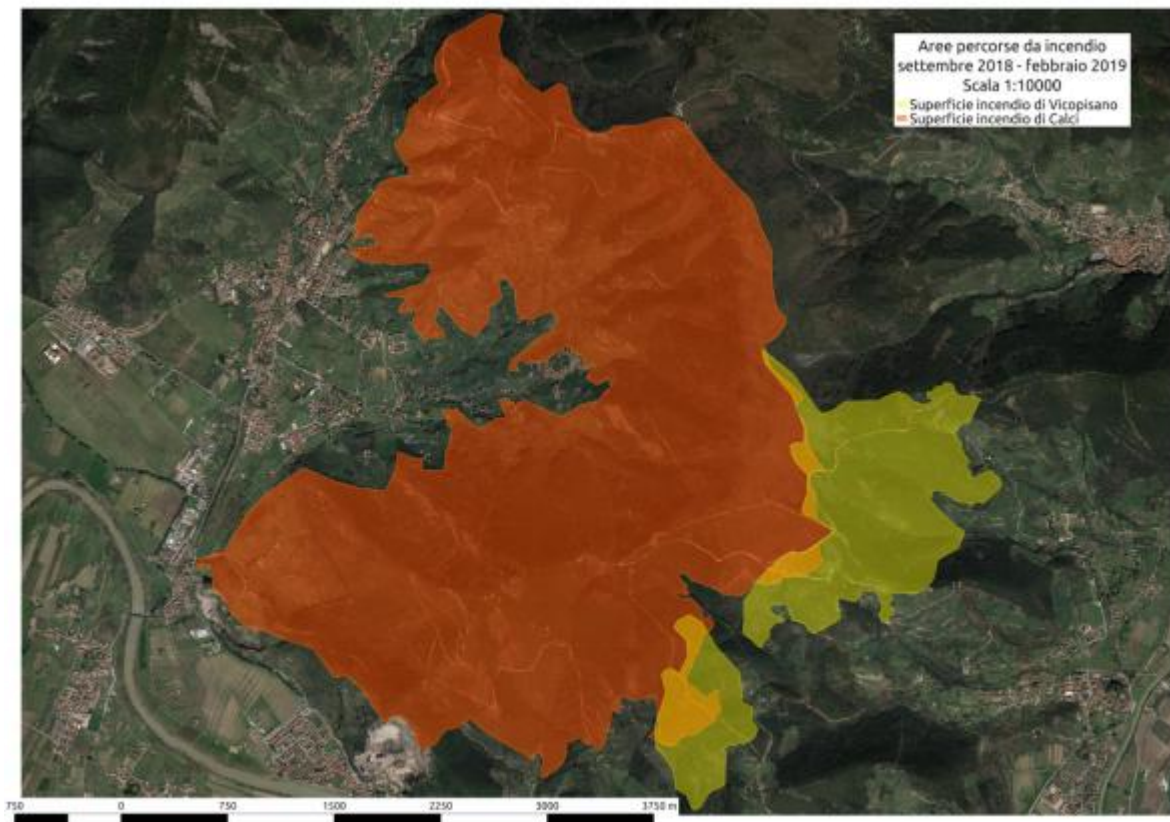 Aree percorse da incendio
settembre 2018 - febbraio 2019
Scala 1:10000
Superficie incendio di Vicopisano
Superficie incendio di Calci
750 0 750 1500 2250 3000 3750 m